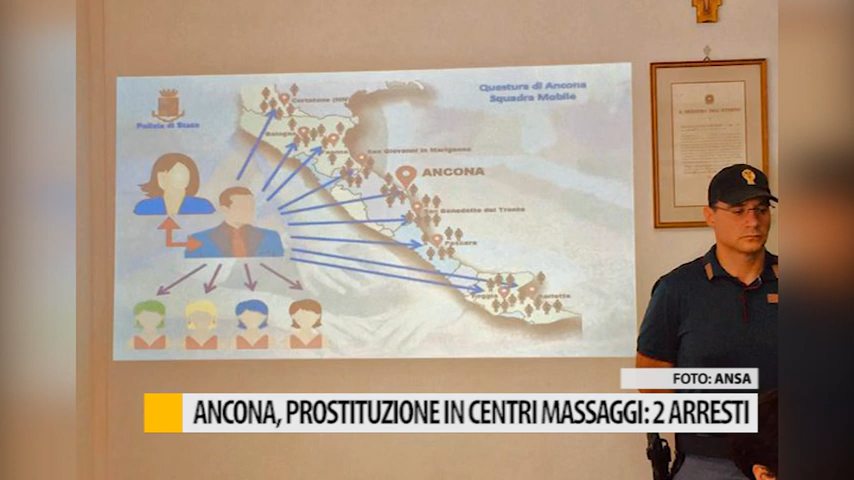 Questura di Ancona
Squadra Mobile
Polizia di Stato
Bologna
San Giovanni in Marignano
ANCONA
San Benedetto del Tronto
Pescara
Foggia
FOTO: ANSA
ANCONA, PROSTITUZIONE IN CENTRI MASSAGGI: 2 ARRESTI